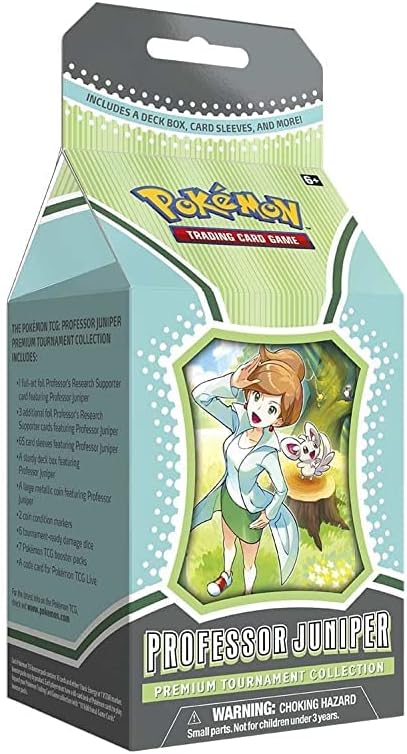 INCLUDES A DECK BOX, CARD SLEEVES, AND MORE!
6+
POKéMON
TRADING CARD GAME
THE POKÉMON TCG: PROFESSOR JUNIPER
PREMIUM TOURNAMENT COLLECTION
INCLUDES:
•1 full-art foil Professor's Research Supporter
card featuring Professor Juniper
•3 additional foil Professor's Research
Supporter cards featuring Professor Juniper
•65 card sleeves featuring Professor Juniper
•A sturdy deck box featuring
Professor Juniper
•A large metallic coin featuring Professor
Juniper
•2 coin condition markers
•6 tournament-ready damage dice
•7 Pokémon TCG booster packs
•A code card for Pokémon TCG Live
For the latest info on the Pokémon TCG,
check out www.pokemon.com
PROFESSOR JUNIPER
PREMIUM TOURNAMENT COLLECTION
WARNING: CHOKING HAZARD
Small parts. Not for children under 3 years.